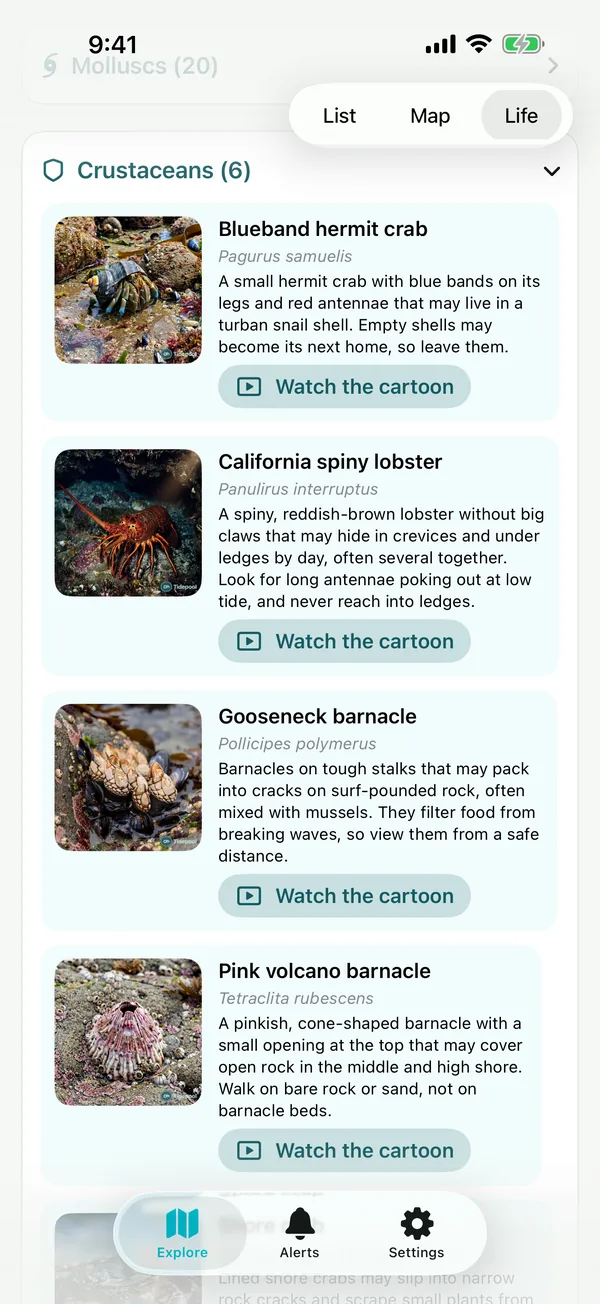 9:41
Molluscs (20)
List
Map
Life
Crustaceans (6)
Blueband hermit crab
Pagurus samuelis
A small hermit crab with blue bands on its
legs and red antennae that may live in a
turban snail shell. Empty shells may
become its next home, so leave them.
Watch the cartoon
Tidepool
California spiny lobster
Panulirus interruptus
A spiny, reddish-brown lobster without big
claws that may hide in crevices and under
ledges by day, often several together.
Look for long antennae poking out at low
tide, and never reach into ledges.
Watch the cartoon
Tidepool
Gooseneck barnacle
Pollicipes polymerus
Barnacles on tough stalks that may pack
into cracks on surf-pounded rock, often
mixed with mussels. They filter food from
breaking waves, so view them from a safe
distance.
Watch the cartoon
Tidepool
Pink volcano barnacle
Tetraclita rubescens
A pinkish, cone-shaped barnacle with a
small opening at the top that may cover
open rock in the middle and high shore.
Walk on bare rock or sand, not on
barnacle beds.
Watch the cartoon
Tidepool
Explore
Alerts
Settings
Lined shore crabs may slip into narrow
rock cracks and scrape small plants from